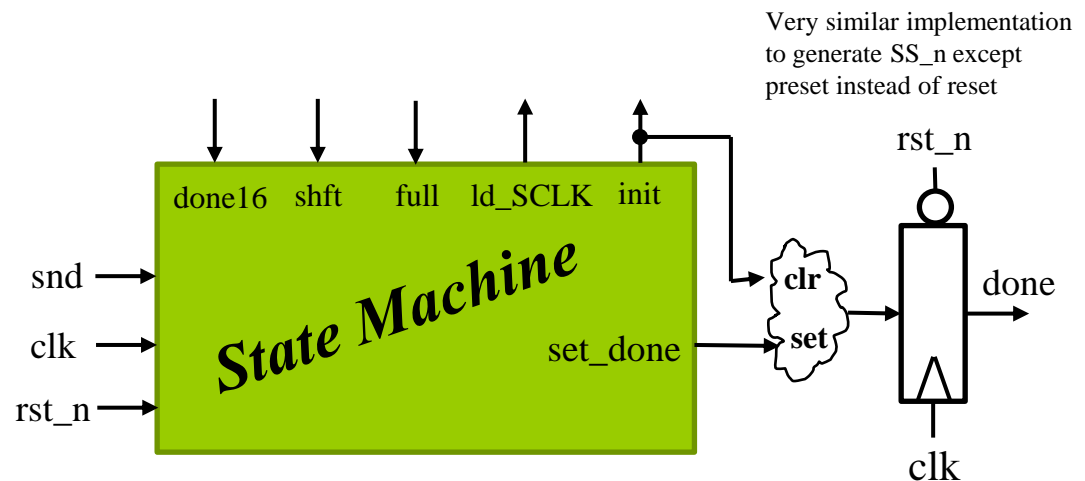 Very similar implementation
to generate SS_n except
preset instead of reset
rst_n
done16 shft full ld_SCLK init
snd
clk
rst_n
State Machine
set_done
clr
set
done
clk